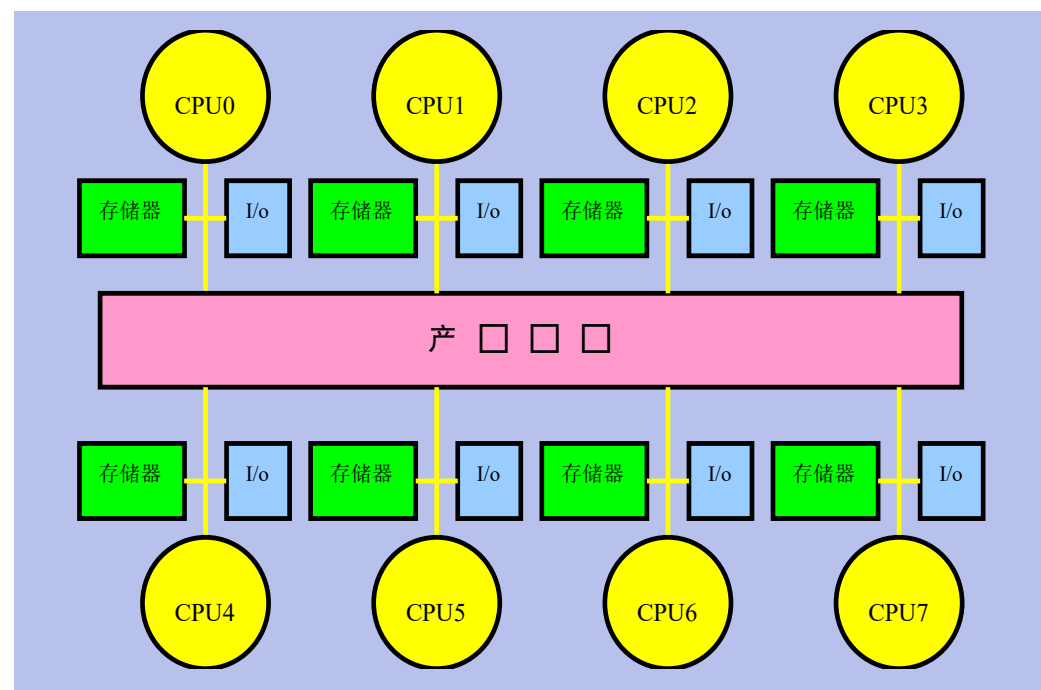 CPU0 CPU1 CPU2 CPU3
存储器 I/o 存储器 I/o 存储器 I/o 存储器 I/o
产 □ □ □
存储器 I/o 存储器 I/o 存储器 I/o 存储器 I/o
CPU4 CPU5 CPU6 CPU7